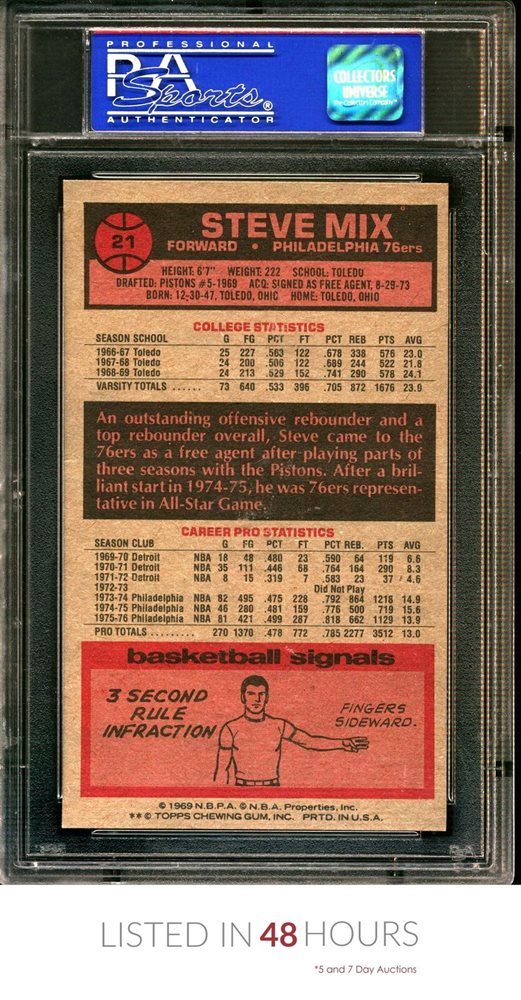 PROFESSIONAL
PSA
Sports®
AUTHENTICATOR
COLLECTORS
UNIVERSE
The Collectors Company™
21
STEVE MIX
FORWARD • PHILADELPHIA 76ers
HEIGHT: 6'7" WEIGHT: 222 SCHOOL: TOLEDO
DRAFTED: PISTONS #5-1969 ACQ: SIGNED AS FREE AGENT, 8-29-73
BORN: 12-30-47, TOLEDO, OHIO HOME: TOLEDO, OHIO
COLLEGE STATISTICS
SEASON SCHOOL G FG PCT FT PCT REB PTS AVG
1966-67 Toledo 25 227 .563 122 .678 338 576 23.0
1967-68 Toledo 24 200 .506 122 .689 244 522 21.8
1968-69 Toledo 24 213 .529 152 .741 290 578 24.1
VARSITY TOTALS ...... 73 640 .533 396 .705 872 1676 23.0
An outstanding offensive rebounder and a
top rebounder overall, Steve came to the
76ers as a free agent after playing parts of
three seasons with the Pistons. After a bril-
liant start in 1974-75, he was 76ers represen-
tative in All-Star Game.
CAREER PRO STATISTICS
SEASON CLUB G FG PCT FT PCT REB. PTS AVG
1969-70 Detroit NBA 18 48 .480 23 .590 64 119 6.6
1970-71 Detroit NBA 35 111 .446 68 .764 164 290 8.3
1971-72 Detroit NBA 8 15 .319 7 .583 23 37 4.6
1972-73 Did Not Play
1973-74 Philadelphia NBA 82 495 .475 228 .792 864 1218 14.9
1974-75 Philadelphia NBA 46 280 .481 159 .776 500 719 15.6
1975-76 Philadelphia NBA 81 421 .499 287 .818 662 1129 13.9
PRO TOTALS ......... 270 1370 .478 772 .785 2277 3512 13.0
basketball signals
3 SECOND
RULE
INFRACTION
FINGERS
SIDEWARD.
© 1969 N.B.P.A. © N.B.A. Properties, Inc.
** © TOPPS CHEWING GUM, INC. PRTD. IN U.S.A.
LISTED IN 48 HOURS
*5 and 7 Day Auctions